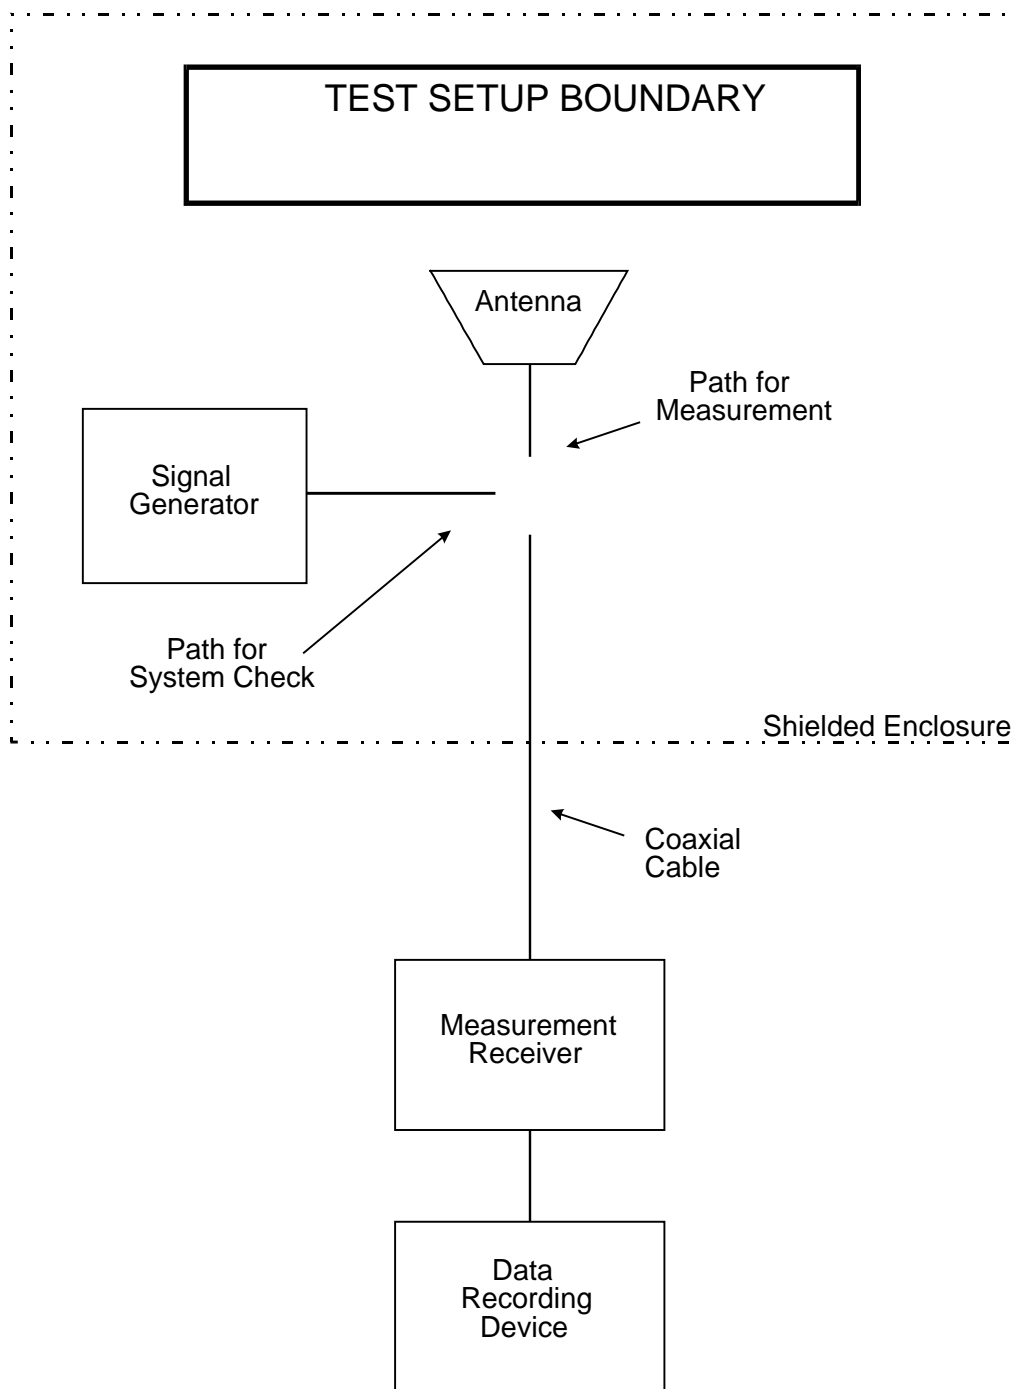 TEST SETUP BOUNDARY
Antenna
Path for
Measurement
Signal
Generator
Path for
System Check
Shielded Enclosure
Coaxial
Cable
Measurement
Receiver
Data
Recording
Device